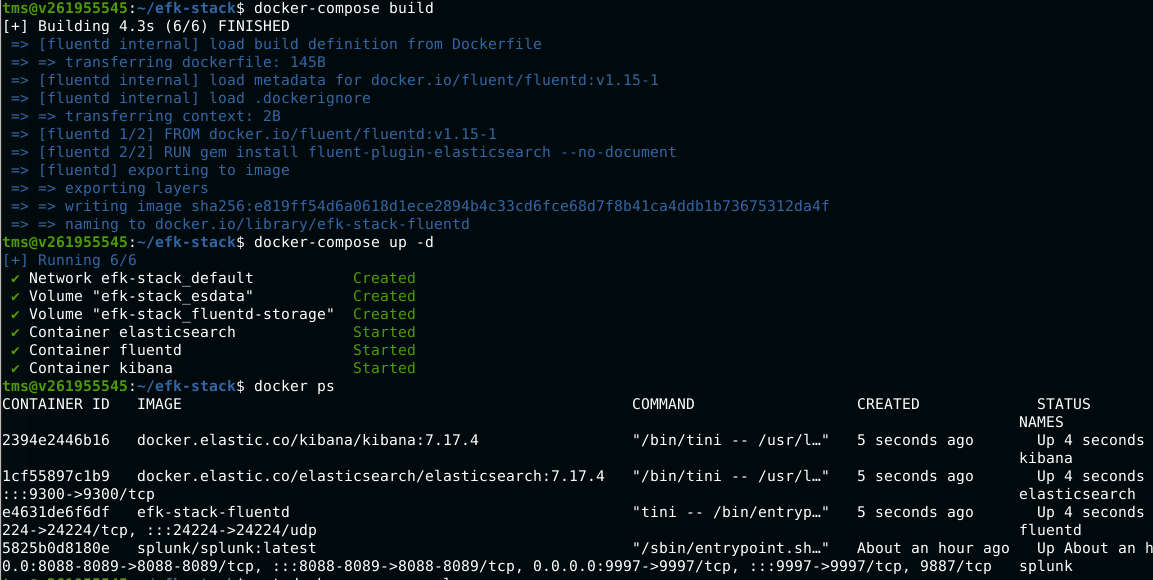 tms@v261955545:~/efk-stack$ docker-compose build
[+] Building 4.3s (6/6) FINISHED
=> [fluentd internal] load build definition from Dockerfile
=> => transferring dockerfile: 145B
=> [fluentd internal] load metadata for docker.io/fluent/fluentd:v1.15-1
=> [fluentd internal] load .dockerignore
=> => transferring context: 2B
=> [fluentd 1/2] FROM docker.io/fluent/fluentd:v1.15-1
=> [fluentd 2/2] RUN gem install fluent-plugin-elasticsearch --no-document
=> [fluentd] exporting to image
=> => exporting layers
=> => writing image sha256:e819ff54d6a0618d1ece2894b4c33cd6fce68d7f8b41ca4ddb1b73675312da4f
=> => naming to docker.io/library/efk-stack-fluentd
tms@v261955545:~/efk-stack$ docker-compose up -d
[+] Running 6/6
✔ Network efk-stack_default Created
✔ Volume "efk-stack_esdata" Created
✔ Volume "efk-stack_fluentd-storage" Created
✔ Container elasticsearch Started
✔ Container fluentd Started
✔ Container kibana Started
tms@v261955545:~/efk-stack$ docker ps
CONTAINER ID IMAGE COMMAND CREATED STATUS
NAMES
2394e2446b16 docker.elastic.co/kibana/kibana:7.17.4 "/bin/tini -- /usr/l…" 5 seconds ago Up 4 seconds
kibana
1cf55897c1b9 docker.elastic.co/elasticsearch/elasticsearch:7.17.4 "/bin/tini -- /usr/l…" 5 seconds ago Up 4 seconds
:::9300->9300/tcp elasticsearch
e4631de6f6df efk-stack-fluentd "tini -- /bin/entryp…" 5 seconds ago Up 4 seconds
224->24224/tcp, :::24224->24224/udp fluentd
5825b0d8180e splunk/splunk:latest "/sbin/entrypoint.sh…" About an hour ago Up About an h
0.0:8088-8089->8088-8089/tcp, :::8088-8089->8088-8089/tcp, 0.0.0.0:9997->9997/tcp, :::9997->9997/tcp, 9887/tcp splunk